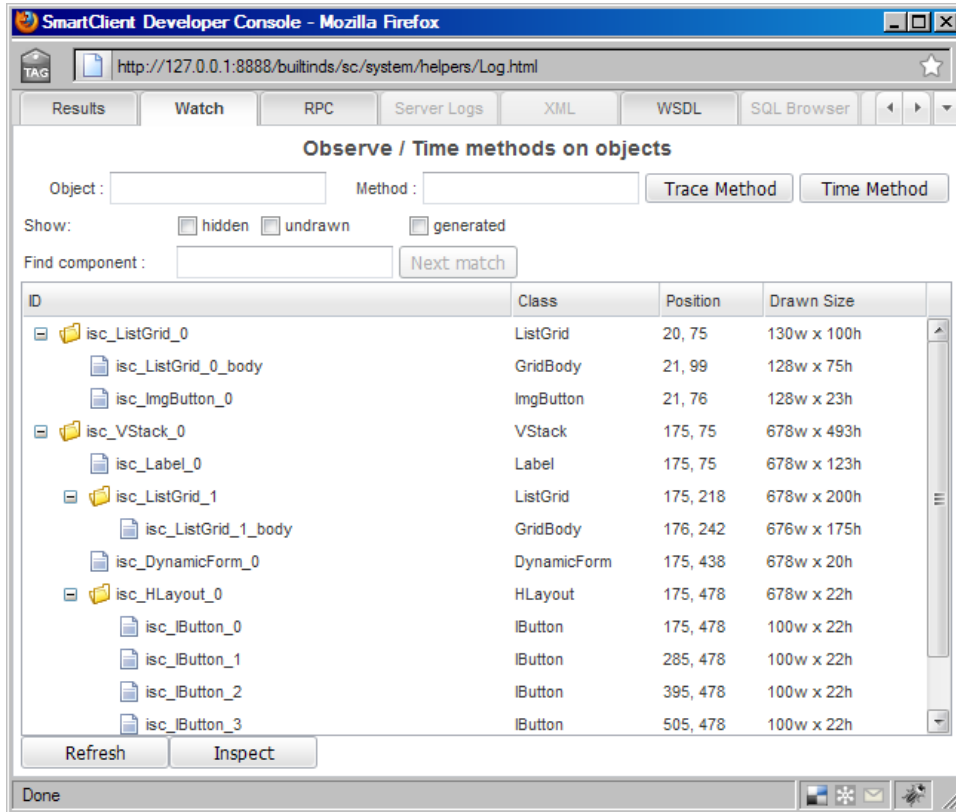 SmartClient Developer Console - Mozilla Firefox
TAG http://127.0.0.1:8888/builtinds/sc/system/helpers/Log.html
Results Watch RPC Server Logs XML WSDL SQL Browser
Observe / Time methods on objects
Object : Method : Trace Method Time Method
Show: hidden undrawn generated
Find component : Next match
ID Class Position Drawn Size
isc_ListGrid_0 ListGrid 20, 75 130w x 100h
isc_ListGrid_0_body GridBody 21, 99 128w x 75h
isc_ImgButton_0 ImgButton 21, 76 128w x 23h
isc_VStack_0 VStack 175, 75 678w x 493h
isc_Label_0 Label 175, 75 678w x 123h
isc_ListGrid_1 ListGrid 175, 218 678w x 200h
isc_ListGrid_1_body GridBody 176, 242 676w x 175h
isc_DynamicForm_0 DynamicForm 175, 438 678w x 20h
isc_HLayout_0 HLayout 175, 478 678w x 22h
isc_IButton_0 IButton 175, 478 100w x 22h
isc_IButton_1 IButton 285, 478 100w x 22h
isc_IButton_2 IButton 395, 478 100w x 22h
isc_IButton_3 IButton 505, 478 100w x 22h
Refresh Inspect
Done